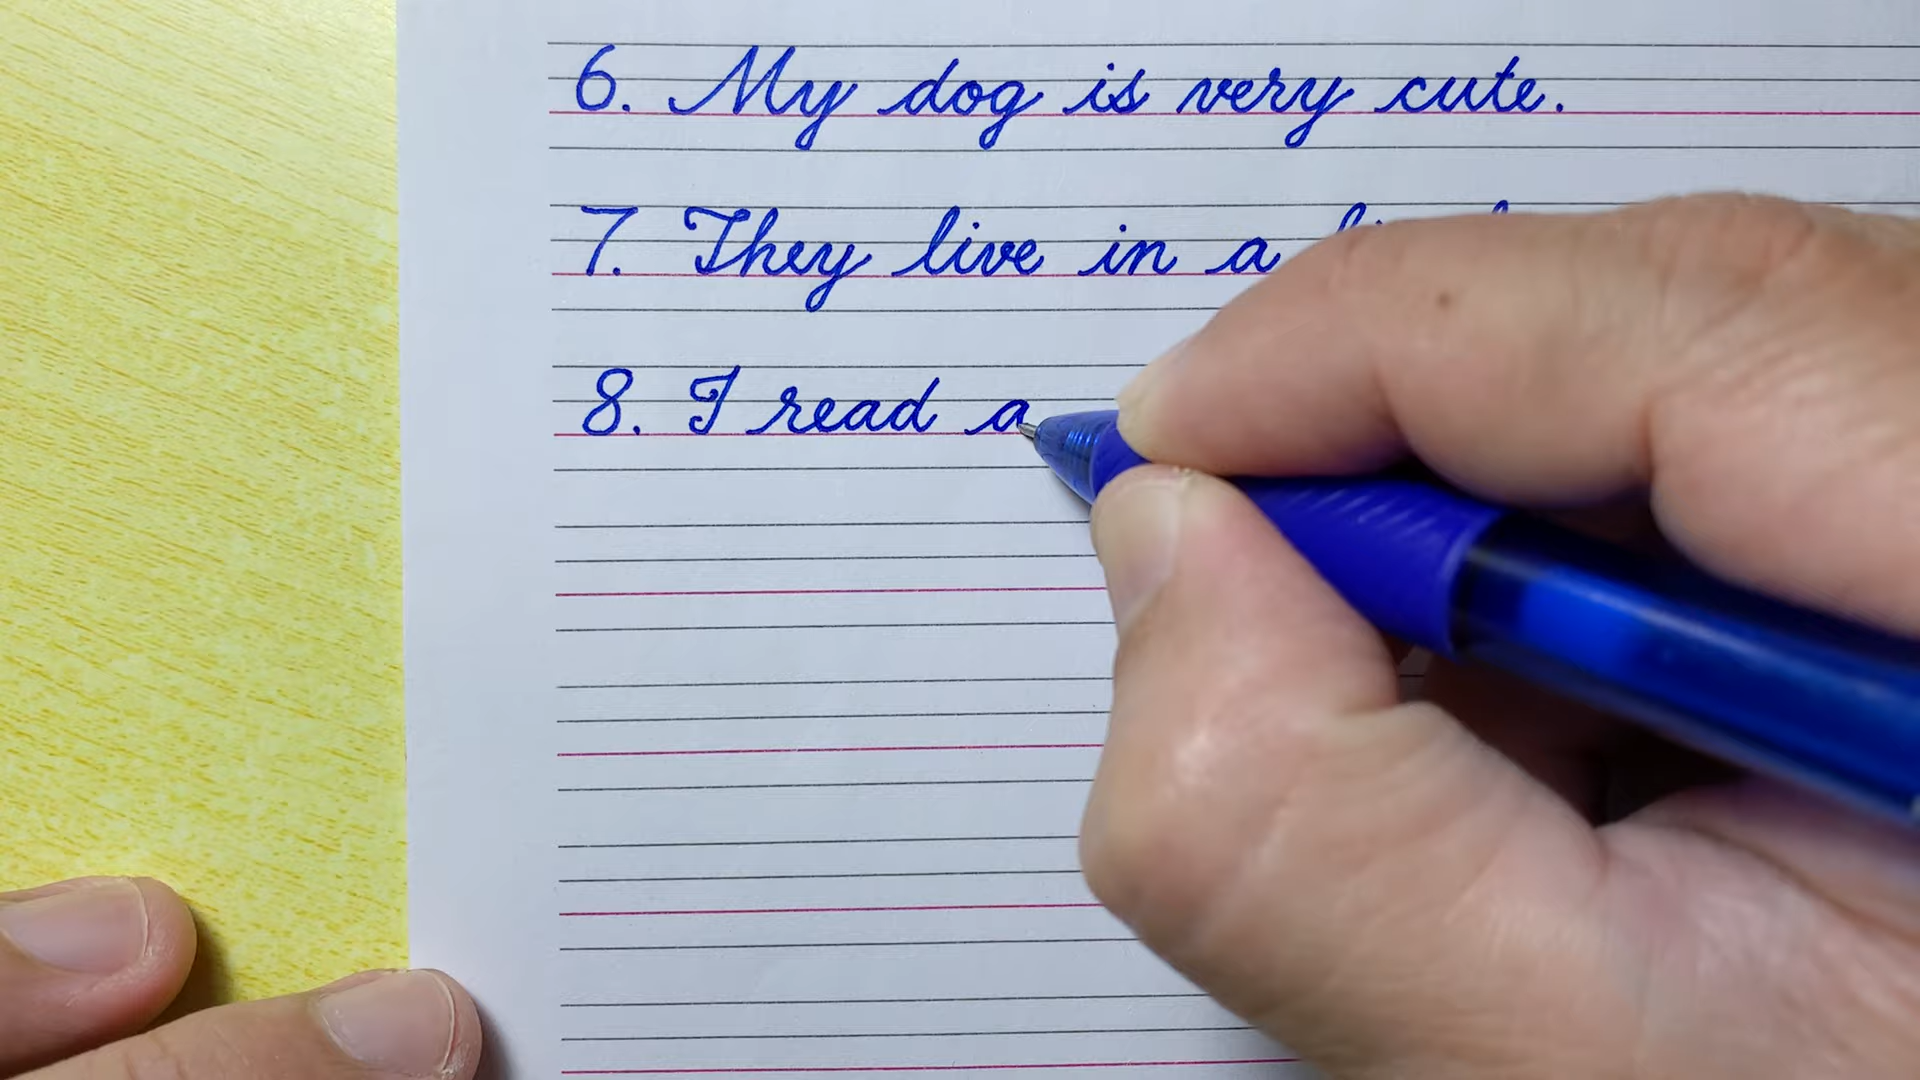 6. My dog is very cute.
7. They live in a
8. I read a